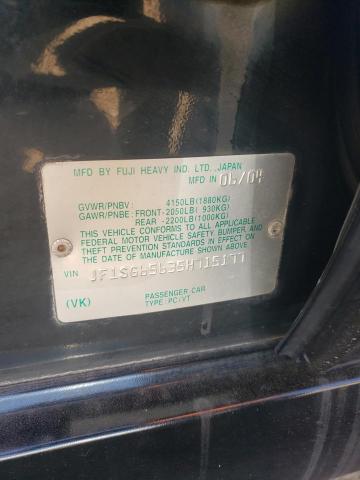 MFD BY FUJI HEAVY IND. LTD., JAPAN
MFD IN 06/04
GVWR/PNBV : 4150LB(1880KG)
GAWR/PNBE:FRONT-2050LB( 930KG)
REAR-2200LB(1000KG)
THIS VEHICLE CONFORMS TO ALL APPLICABLE
FEDERAL MOTOR VEHICLE SAFETY, BUMPER, AND
THEFT PREVENTION STANDARDS IN EFFECT ON
THE DATE OF MANUFACTURE SHOWN ABOVE.
VIN JF1SG65635H715177
PASSENGER CAR
(VK) TYPE PC/VT